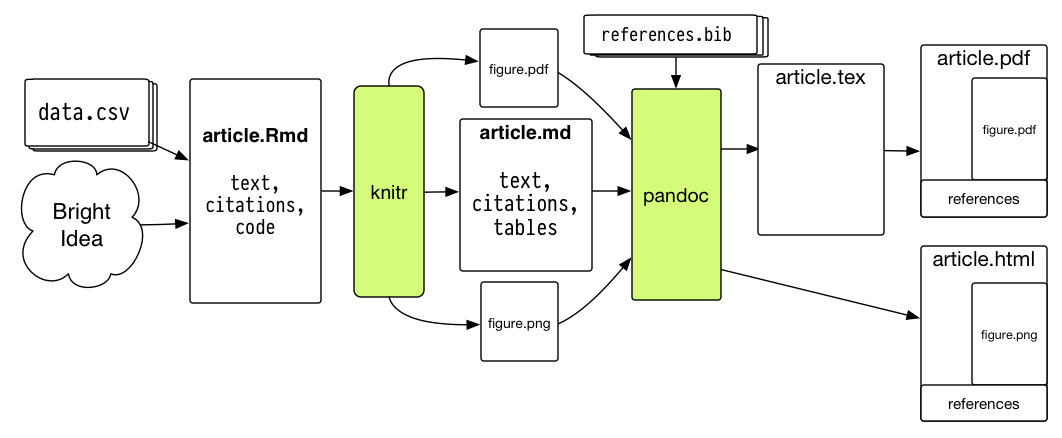 data.csv
Bright
Idea
article.Rmd
text,
citations,
code
knitr
figure.pdf
article.md
text,
citations,
tables
figure.png
references.bib
pandoc
article.tex
article.pdf
figure.pdf
references
article.html
figure.png
references